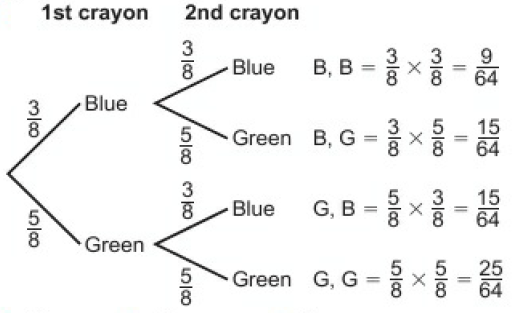 1st crayon 2nd crayon
3/8 Blue B, B = 3/8 × 3/8 = 9/64
3/8 Blue
5/8 Green B, G = 3/8 × 5/8 = 15/64
3/8 Blue G, B = 5/8 × 3/8 = 15/64
5/8 Green
5/8 Green G, G = 5/8 × 5/8 = 25/64